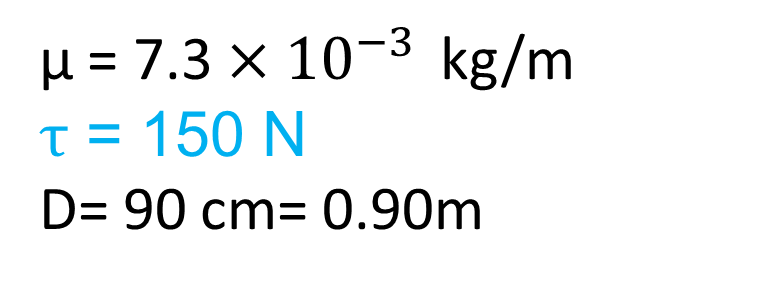 μ = 7.3 × 10⁻³ kg/m
τ = 150 N
D= 90 cm= 0.90m